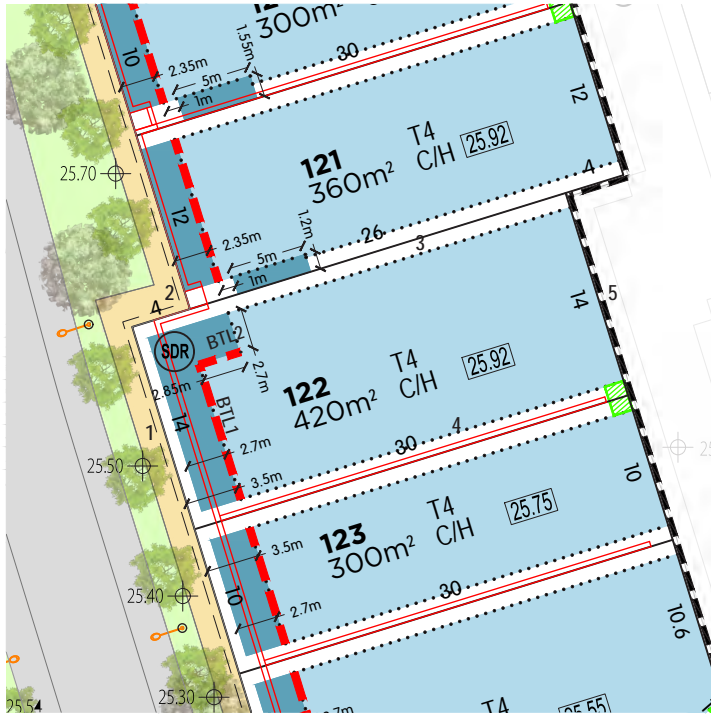 300m²
10
2.35m
5m
1m
1.55m
30
12
121
360m²
T4
C/H
25.92
4
25.70
12
2.35m
5m
1m
1.2m
26
3
2
4
14
5
SDR
BTL2
2.85m
2.7m
BTL1
122
420m²
T4
C/H
25.92
14
1
2.7m
3.5m
30
4
25.50
10
123
300m²
T4
C/H
25.75
3.5m
10
2.7m
30
25.40
10.6
25.30
T4
25.55